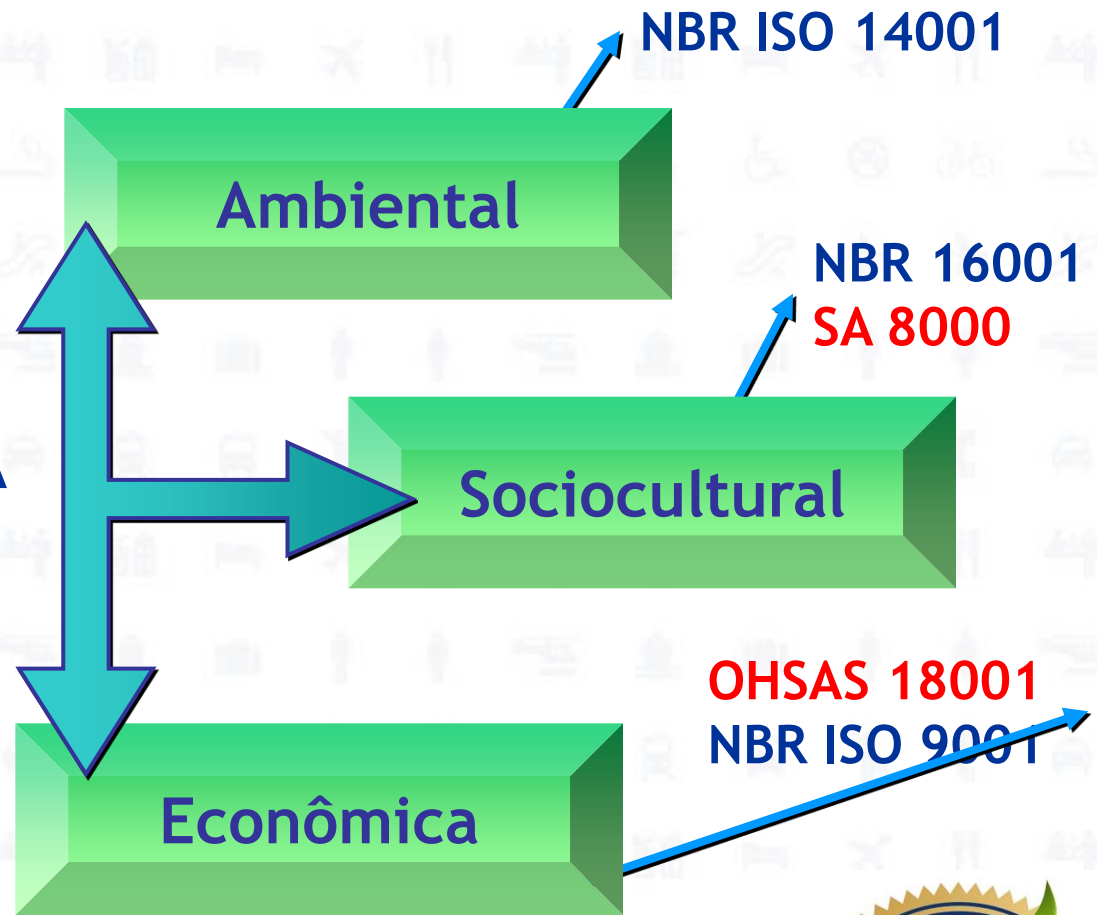 NBR ISO 14001
Ambiental
NBR 16001
SA 8000
Sociocultural
OHSAS 18001
NBR ISO 9001
Econômica